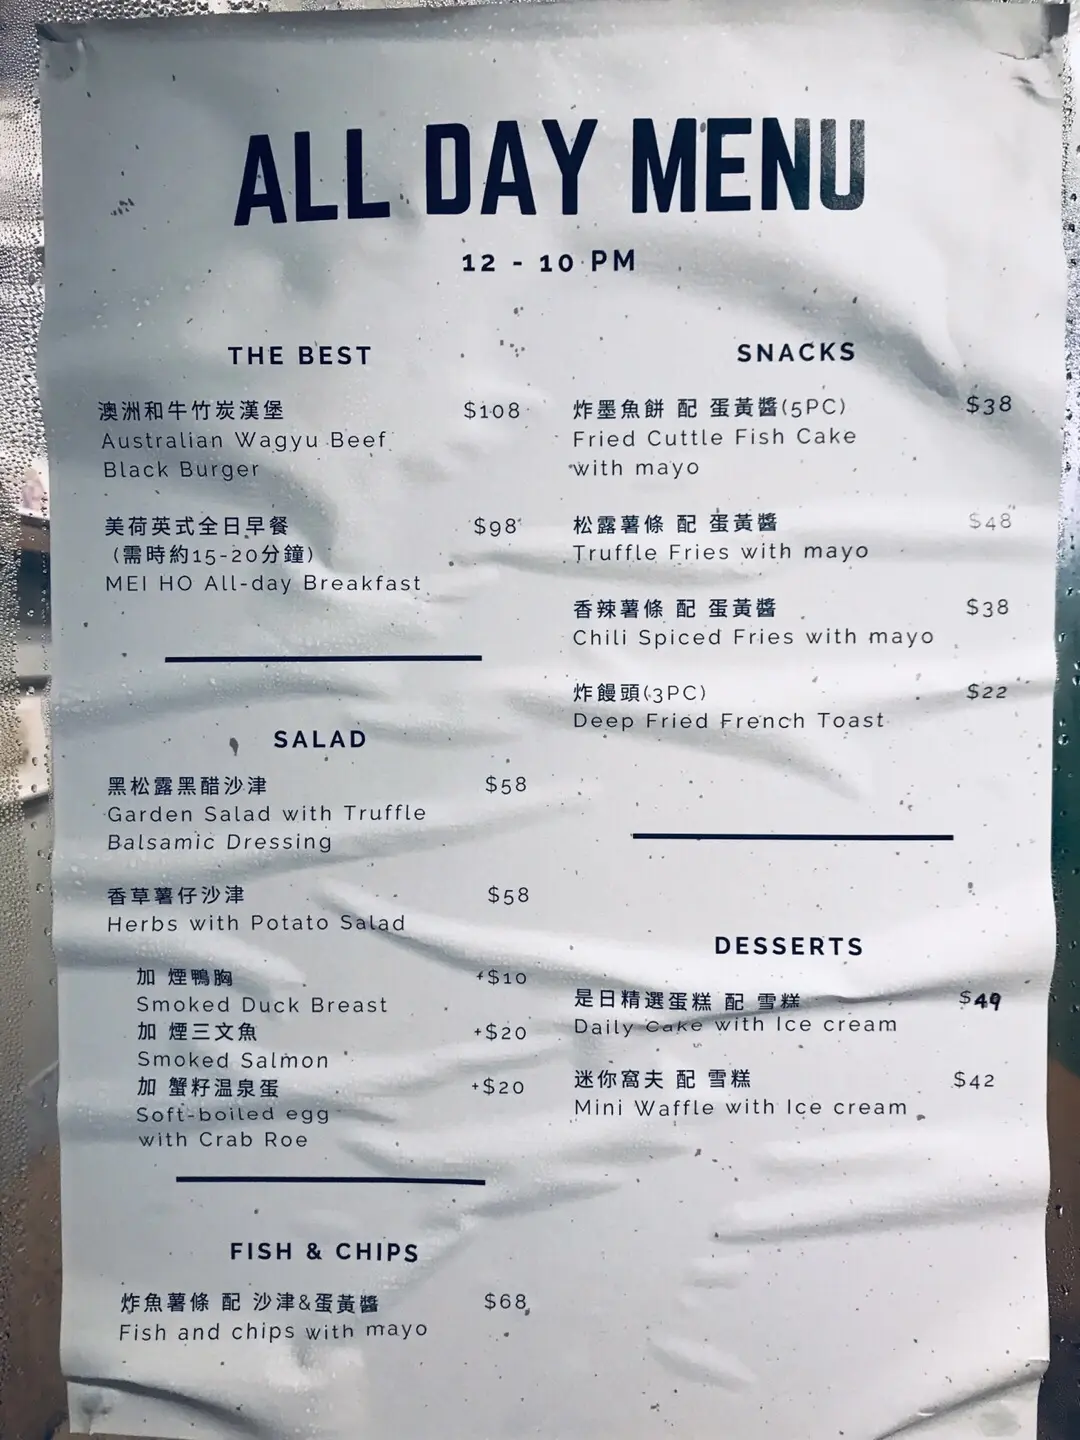 ALL DAY MENU
12 - 10 PM
THE BEST
澳洲和牛竹炭漢堡 $108
Australian Wagyu Beef
Black Burger
美荷英式全日早餐 $98
(需時約15-20分鐘)
MEI HO All-day Breakfast
SALAD
黑松露黑醋沙津 $58
Garden Salad with Truffle
Balsamic Dressing
香草薯仔沙津 $58
Herbs with Potato Salad
加 煙鴨胸 +$10
Smoked Duck Breast
加 煙三文魚 +$20
Smoked Salmon
加 蟹籽温泉蛋 +$20
Soft-boiled egg
with Crab Roe
FISH & CHIPS
炸魚薯條 配 沙津&蛋黃醬 $68
Fish and chips with mayo
SNACKS
炸墨魚餅 配 蛋黃醬(5PC) $38
Fried Cuttle Fish Cake
with mayo
松露薯條 配 蛋黃醬 $48
Truffle Fries with mayo
香辣薯條 配 蛋黃醬 $38
Chili Spiced Fries with mayo
炸饅頭(3PC) $22
Deep Fried French Toast
DESSERTS
是日精選蛋糕 配 雪糕 $49
Daily Cake with Ice cream
迷你窩夫 配 雪糕 $42
Mini Waffle with Ice cream